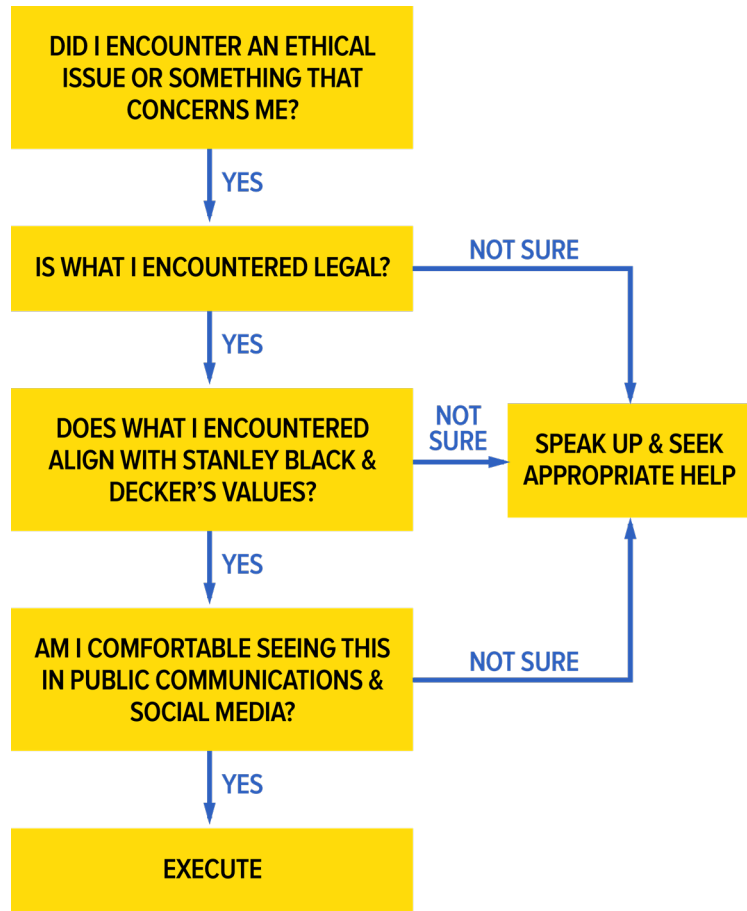 DID I ENCOUNTER AN ETHICAL
ISSUE OR SOMETHING THAT
CONCERNS ME?
YES
IS WHAT I ENCOUNTERED LEGAL?
NOT SURE
YES
DOES WHAT I ENCOUNTERED
ALIGN WITH STANLEY BLACK &
DECKER’S VALUES?
NOT
SURE
SPEAK UP & SEEK
APPROPRIATE HELP
YES
AM I COMFORTABLE SEEING THIS
IN PUBLIC COMMUNICATIONS &
SOCIAL MEDIA?
NOT SURE
YES
EXECUTE